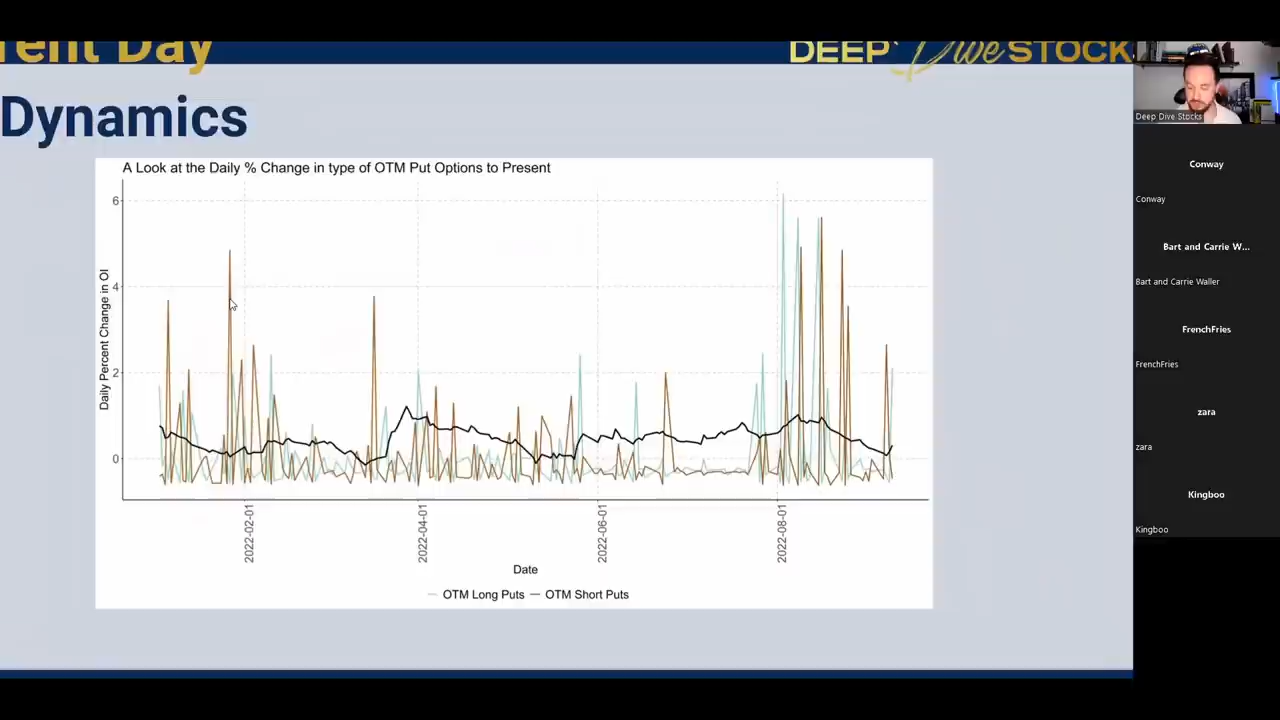 rent Day
DEEP Dive STOCK
Dynamics
A Look at the Daily % Change in type of OTM Put Options to Present
Daily Percent Change in OI
6
4
2
0
2022-02-01
2022-04-01
2022-06-01
2022-08-01
Date
OTM Long Puts
OTM Short Puts
Deep Dive Stocks
Conway
Conway
Bart and Carrie W...
Bart and Carrie Waller
FrenchFries
FrenchFries
zara
zara
Kingboo
Kingboo